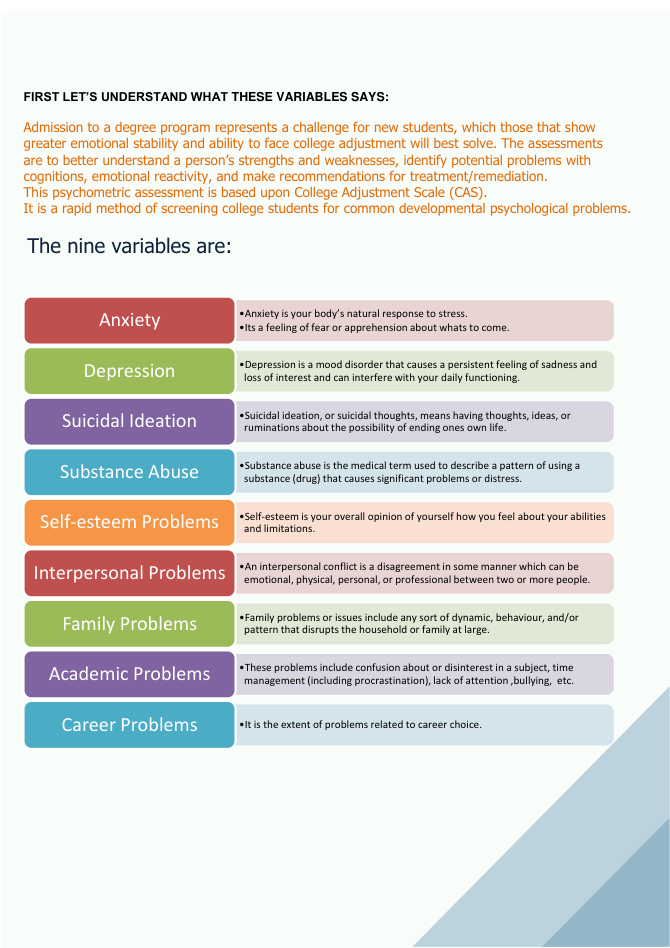 FIRST LET’S UNDERSTAND WHAT THESE VARIABLES SAYS:
Admission to a degree program represents a challenge for new students, which those that show
greater emotional stability and ability to face college adjustment will best solve. The assessments
are to better understand a person’s strengths and weaknesses, identify potential problems with
cognitions, emotional reactivity, and make recommendations for treatment/remediation.
This psychometric assessment is based upon College Adjustment Scale (CAS).
It is a rapid method of screening college students for common developmental psychological problems.
The nine variables are:
Anxiety
•Anxiety is your body’s natural response to stress.
•Its a feeling of fear or apprehension about whats to come.
Depression
•Depression is a mood disorder that causes a persistent feeling of sadness and
loss of interest and can interfere with your daily functioning.
Suicidal Ideation
•Suicidal ideation, or suicidal thoughts, means having thoughts, ideas, or
ruminations about the possibility of ending ones own life.
Substance Abuse
•Substance abuse is the medical term used to describe a pattern of using a
substance (drug) that causes significant problems or distress.
Self-esteem Problems
•Self-esteem is your overall opinion of yourself how you feel about your abilities
and limitations.
Interpersonal Problems
•An interpersonal conflict is a disagreement in some manner which can be
emotional, physical, personal, or professional between two or more people.
Family Problems
•Family problems or issues include any sort of dynamic, behaviour, and/or
pattern that disrupts the household or family at large.
Academic Problems
•These problems include confusion about or disinterest in a subject, time
management (including procrastination), lack of attention ,bullying, etc.
Career Problems
•It is the extent of problems related to career choice.